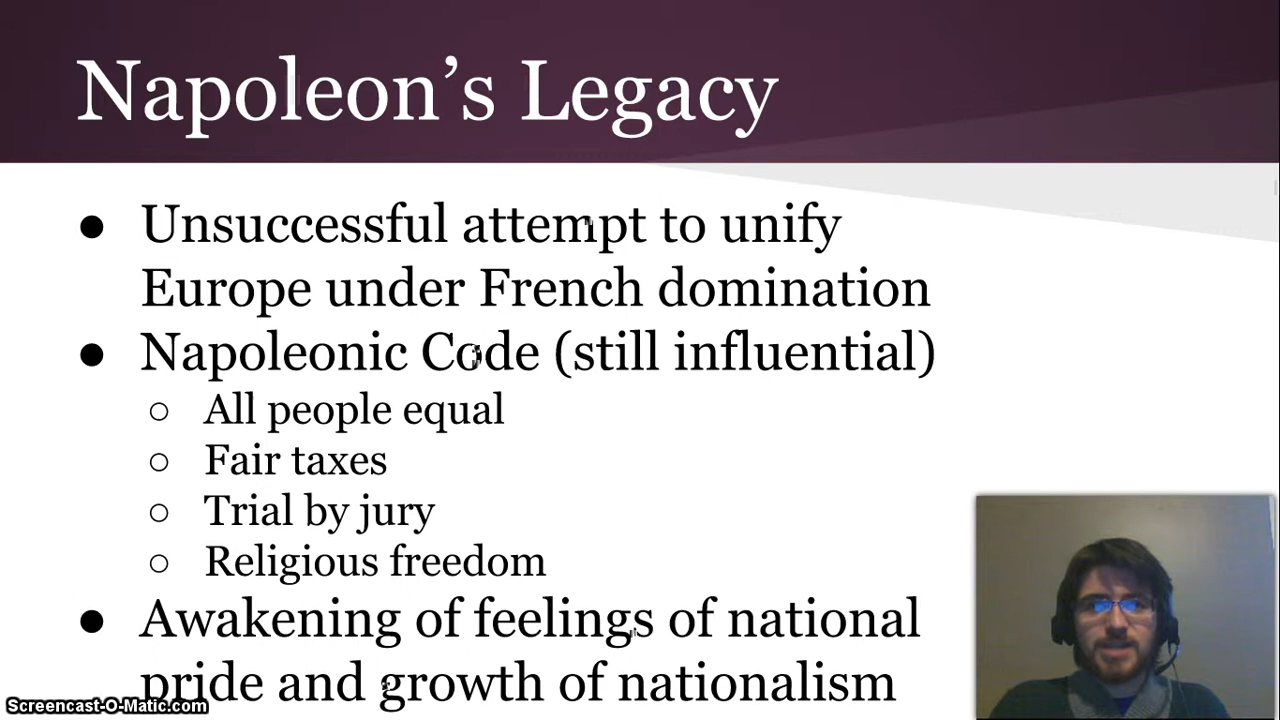 Napoleon's Legacy
● Unsuccessful attempt to unify
Europe under French domination
● Napoleonic Code (still influential)
○ All people equal
○ Fair taxes
○ Trial by jury
○ Religious freedom
● Awakening of feelings of national
pride and growth of nationalism
Screencast-O-Matic.com